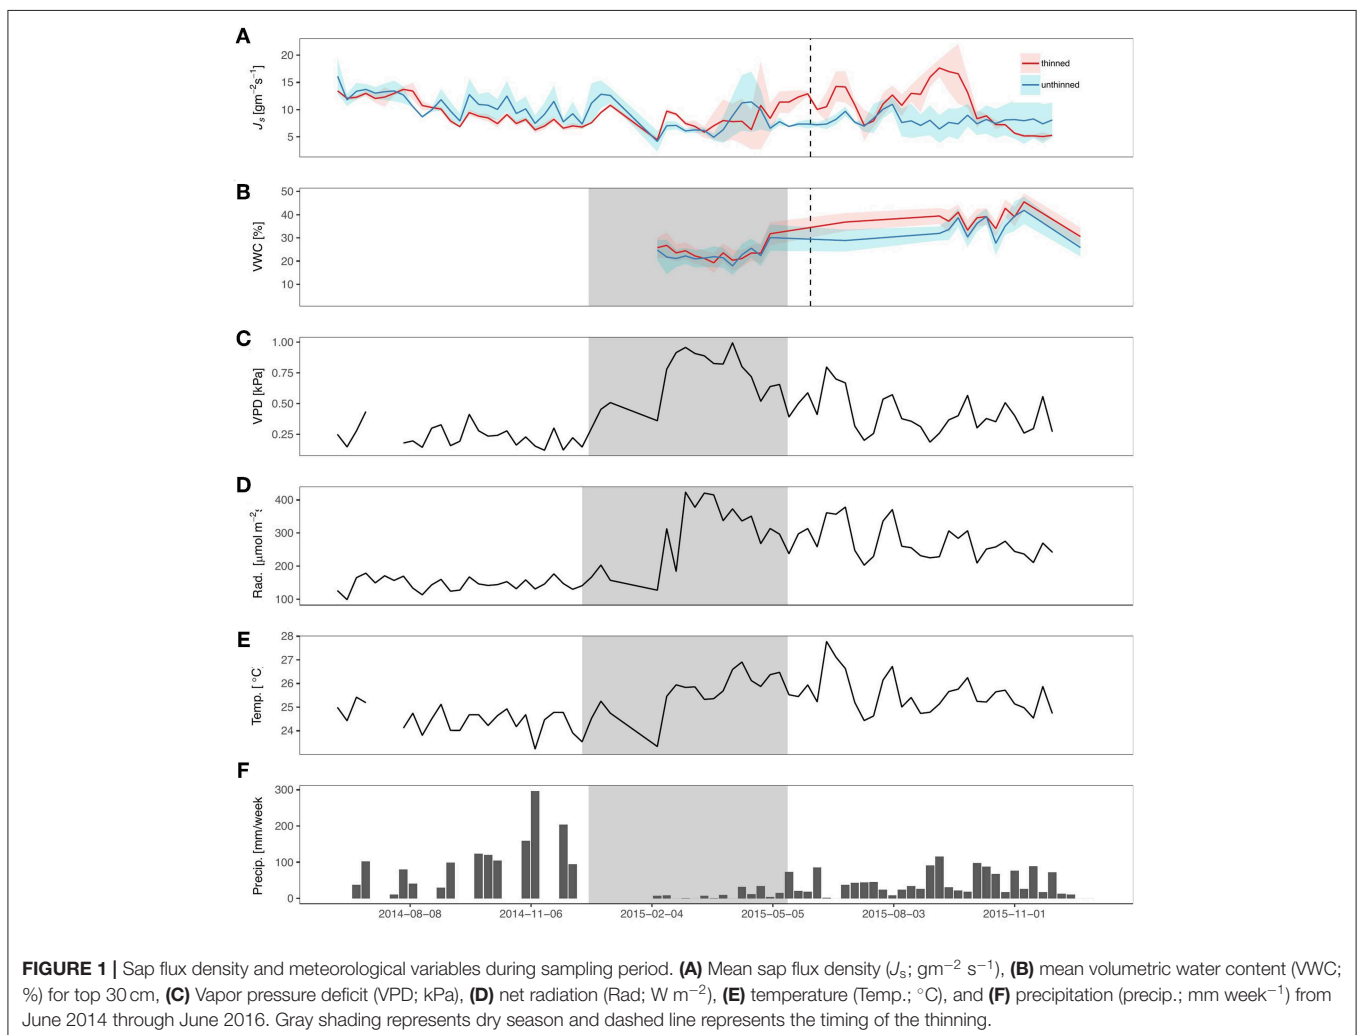 A
20
15
10
5
Js [gm−2s−1]
thinned
unthinned
B
50
40
30
20
10
VWC [%]
C
1.00
0.75
0.50
0.25
VPD [kPa]
D
400
300
200
100
Rad. [μmol m−2s
E
28
27
26
25
24
Temp. [ °C]
F
300
200
100
0
Precip. [mm/week]
2014−08−08 2014−11−06 2015−02−04 2015−05−05 2015−08−03 2015−11−01
FIGURE 1 | Sap flux density and meteorological variables during sampling period. (A) Mean sap flux density (Js; gm−2 s−1), (B) mean volumetric water content (VWC;
%) for top 30 cm, (C) Vapor pressure deficit (VPD; kPa), (D) net radiation (Rad; W m−2), (E) temperature (Temp.; °C), and (F) precipitation (precip.; mm week−1) from
June 2014 through June 2016. Gray shading represents dry season and dashed line represents the timing of the thinning.